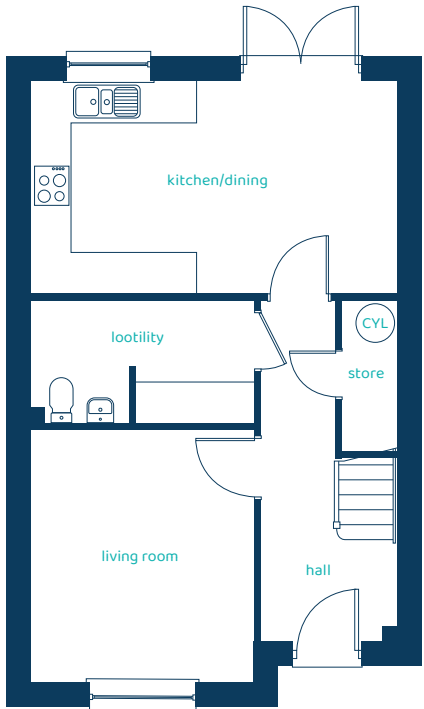 kitchen/dining
CYL
lootility
store
living room
hall